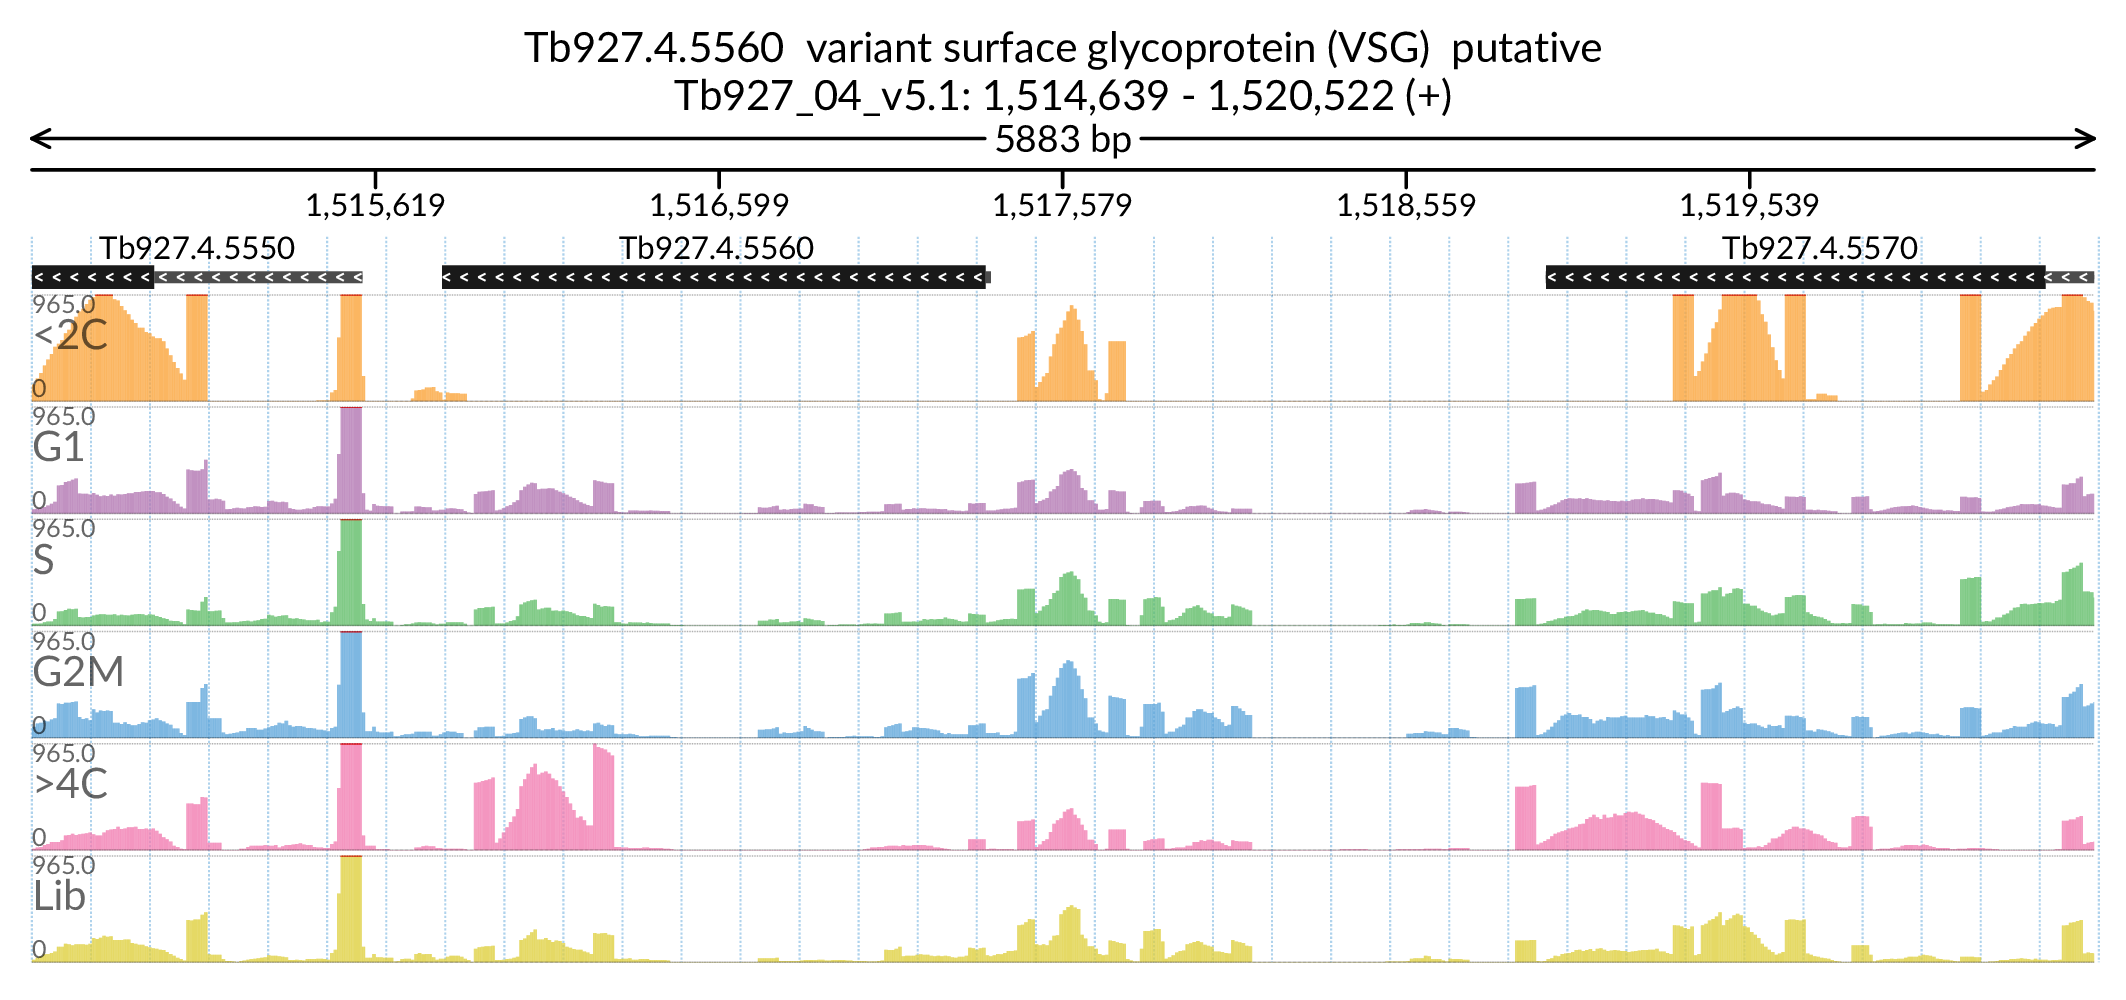 Tb927.4.5560 variant surface glycoprotein (VSG) putative
Tb927_04_v5.1: 1,514,639 - 1,520,522 (+)
5883 bp
1,515,619 1,516,599 1,517,579 1,518,559 1,519,539
Tb927.4.5550 Tb927.4.5560 Tb927.4.5570
965.0
<2C
0
965.0
G1
0
965.0
S
0
965.0
G2M
0
965.0
>4C
0
965.0
Lib
0